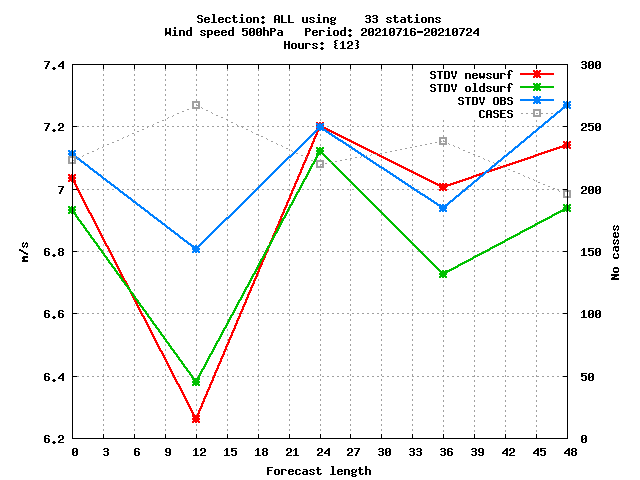 Selection: ALL using    33 stations
Wind speed 500hPa   Period: 20210716-20210724
Hours: {12}
STDV newsurf
STDV oldsurf
STDV OBS
CASES
7.4
7.2
7
6.8
6.6
6.4
6.2
m/s
300
250
200
150
100
50
0
No cases
0 3 6 9 12 15 18 21 24 27 30 33 36 39 42 45 48
Forecast length